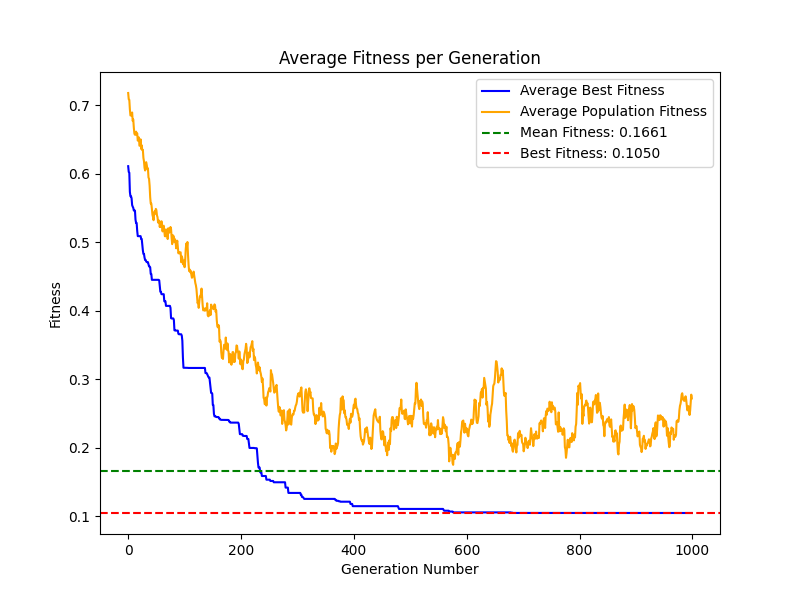 Average Fitness per Generation
Average Best Fitness
Average Population Fitness
Mean Fitness: 0.1661
Best Fitness: 0.1050
Fitness
0.7
0.6
0.5
0.4
0.3
0.2
0.1
0 200 400 600 800 1000
Generation Number